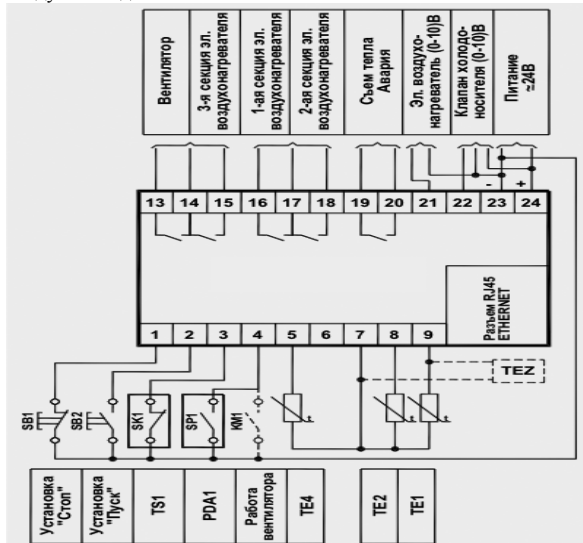 Вентилятор
3-я секция эл.
воздухонагревателя
1-ая секция эл.
воздухонагревателя
2-ая секция эл.
воздухонагревателя
Съем тепла
Авария
Эл. воздухо-
нагреватель (0-10)В
Клапан холодо-
носителя (0-10)В
Питание
≃24В
- +
13 14 15 16 17 18 19 20 21 22 23 24
Разъем RJ45
ETHERNET
1 2 3 4 5 6 7 8 9
TEZ
SB1
SB2
SK1
SP1
KM1
t
t
t
Установка
"Стоп"
Установка
"Пуск"
TS1
PDA1
Работа
вентилятора
TE4
TE2
TE1